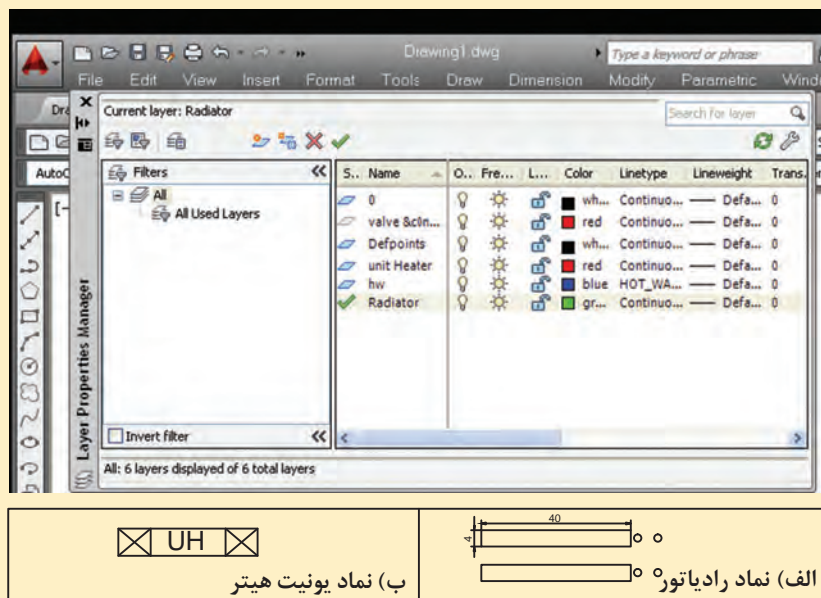 Drawing1.dwg
Type a keyword or phrase
File Edit View Insert Format Tools Draw Dimension Modify Parametric
Current layer: Radiator
Search for layer
Filters
All
All Used Layers
Invert filter
S.. Name O.. Fre... L... Color Linetype Lineweight Trans.
0 wh... Continuo... Defa... 0
valve &c0n... red Continuo... Defa... 0
Defpoints wh... Continuo... Defa... 0
unit Heater red Continuo... Defa... 0
hw blue HOT_WA... Defa... 0
Radiator gr... Continuo... Defa... 0
Layer Properties Manager
All: 6 layers displayed of 6 total layers
40
4
الف) نماد رادیاتور
UH
ب) نماد یونیت هیتر